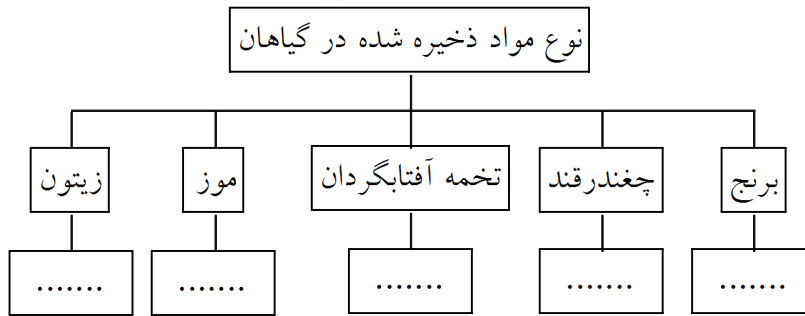 نوع مواد ذخیره شده در گیاهان
برنج
چغندرقند
تخمه آفتابگردان
موز
زیتون
.......
.......
.......
.......
.......